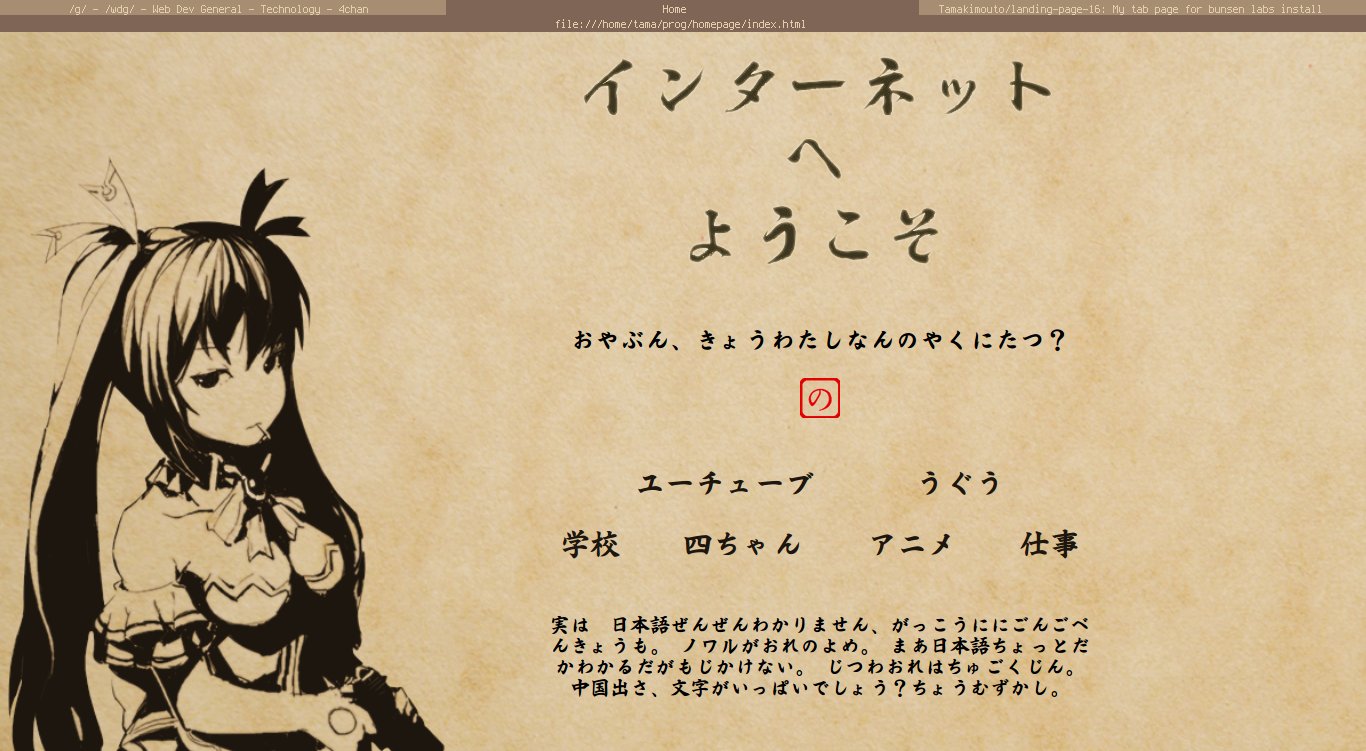 /g/ - /wdg/ - Web Dev General - Technology - 4chan
Home
Tamakimouto/landing-page-16: My tab page for bunsen labs install
file:///home/tama/prog/homepage/index.html
インターネット
へ
ようこそ
おやぶん、きょうわたしなんのやくにたつ？
の
ユーチューブ うぐう
学校 四ちゃん アニメ 仕事
実は　日本語ぜんぜんわかりません、がっこうににごんごべ
んきょうも。 ノワルがおれのよめ。 まあ日本語ちょっとだ
かわかるだがもじかけない。 じつわおれはちゅごくじん。
中国出さ、文字がいっぱいでしょう？ちょうむずかし。